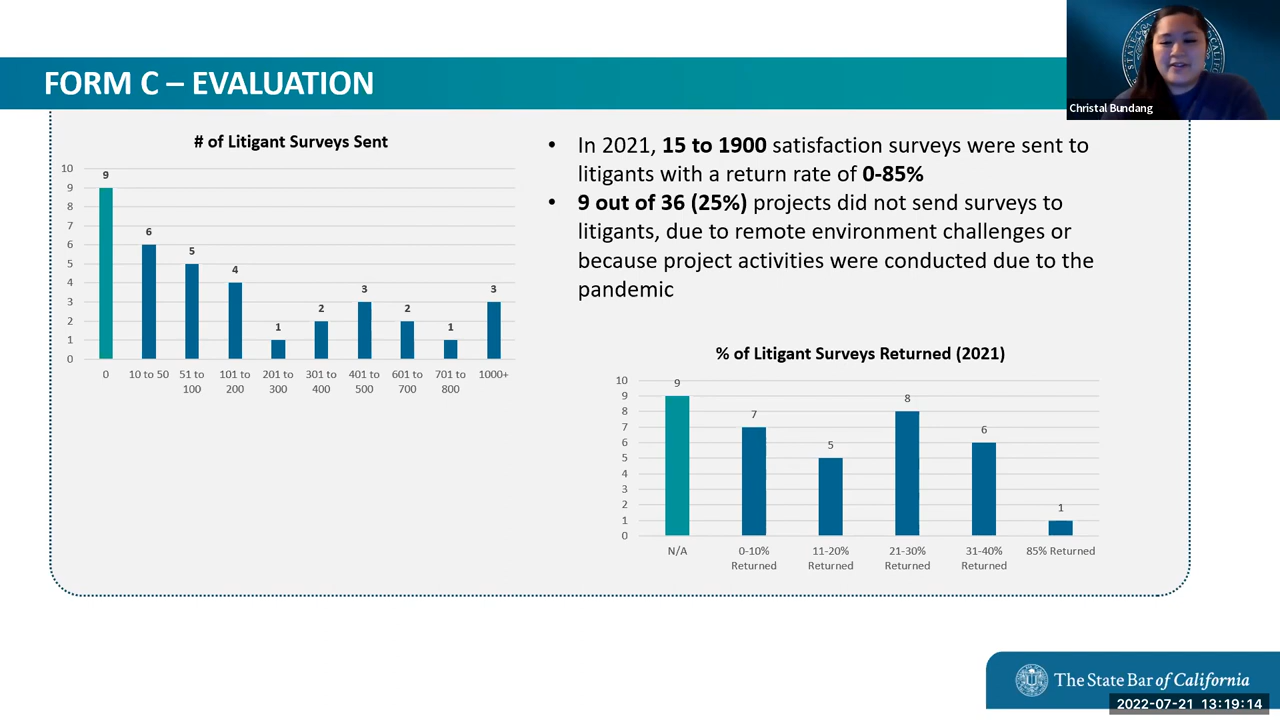 FORM C – EVALUATION
Christal Bundang
# of Litigant Surveys Sent
10
9
8
7
6
5
4
3
2
1
0
9
6
5
4
1
2
3
2
1
3
0
10 to 50
51 to
100
101 to
200
201 to
300
301 to
400
401 to
500
601 to
700
701 to
800
1000+
• In 2021, 15 to 1900 satisfaction surveys were sent to
litigants with a return rate of 0-85%
• 9 out of 36 (25%) projects did not send surveys to
litigants, due to remote environment challenges or
because project activities were conducted due to the
pandemic
% of Litigant Surveys Returned (2021)
10
9
8
7
6
5
4
3
2
1
0
9
7
5
8
6
1
N/A
0-10%
Returned
11-20%
Returned
21-30%
Returned
31-40%
Returned
85% Returned
The State Bar of California
2022-07-21 13:19:14